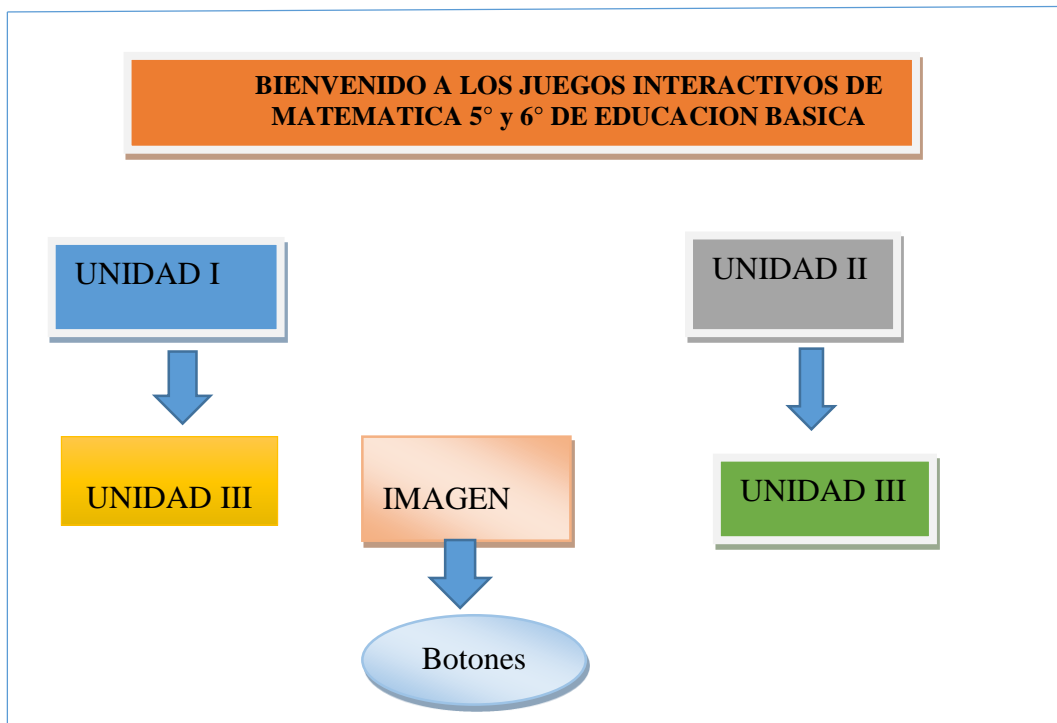 BIENVENIDO A LOS JUEGOS INTERACTIVOS DE
MATEMATICA 5° y 6° DE EDUCACION BASICA
UNIDAD I
UNIDAD II
UNIDAD III
IMAGEN
UNIDAD III
Botones